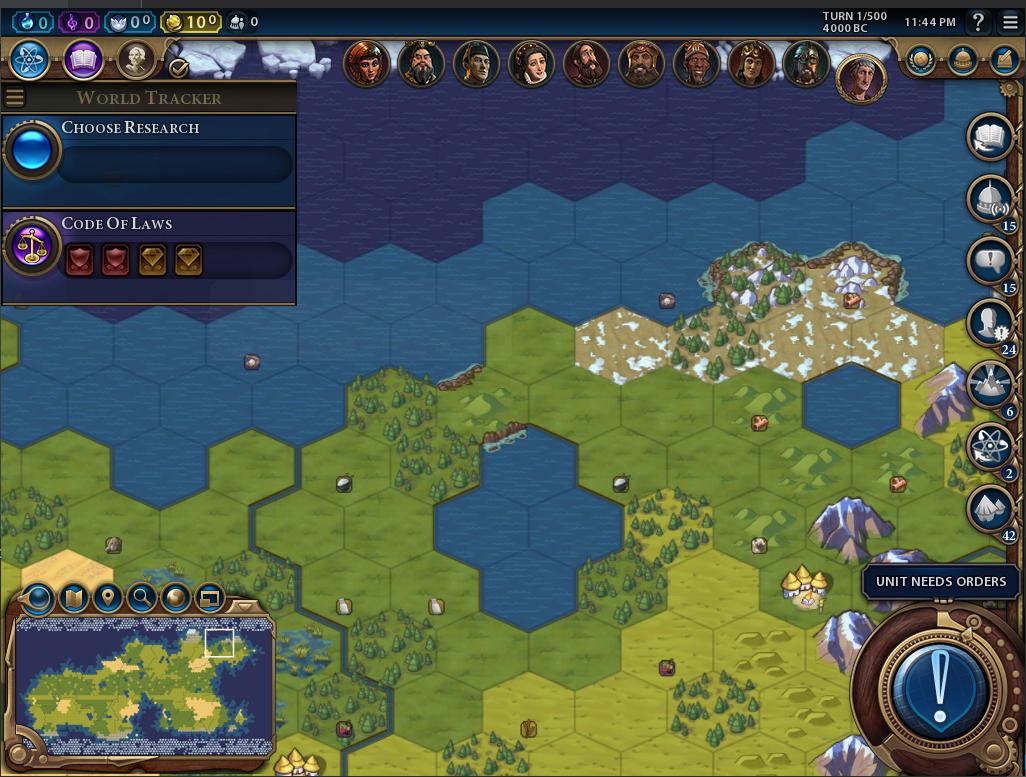 0 0 0 0 10 0 0
TURN 1/500
4000 BC
11:44 PM ?
WORLD TRACKER
CHOOSE RESEARCH
CODE OF LAWS
15
15
24
6
2
42
UNIT NEEDS ORDERS